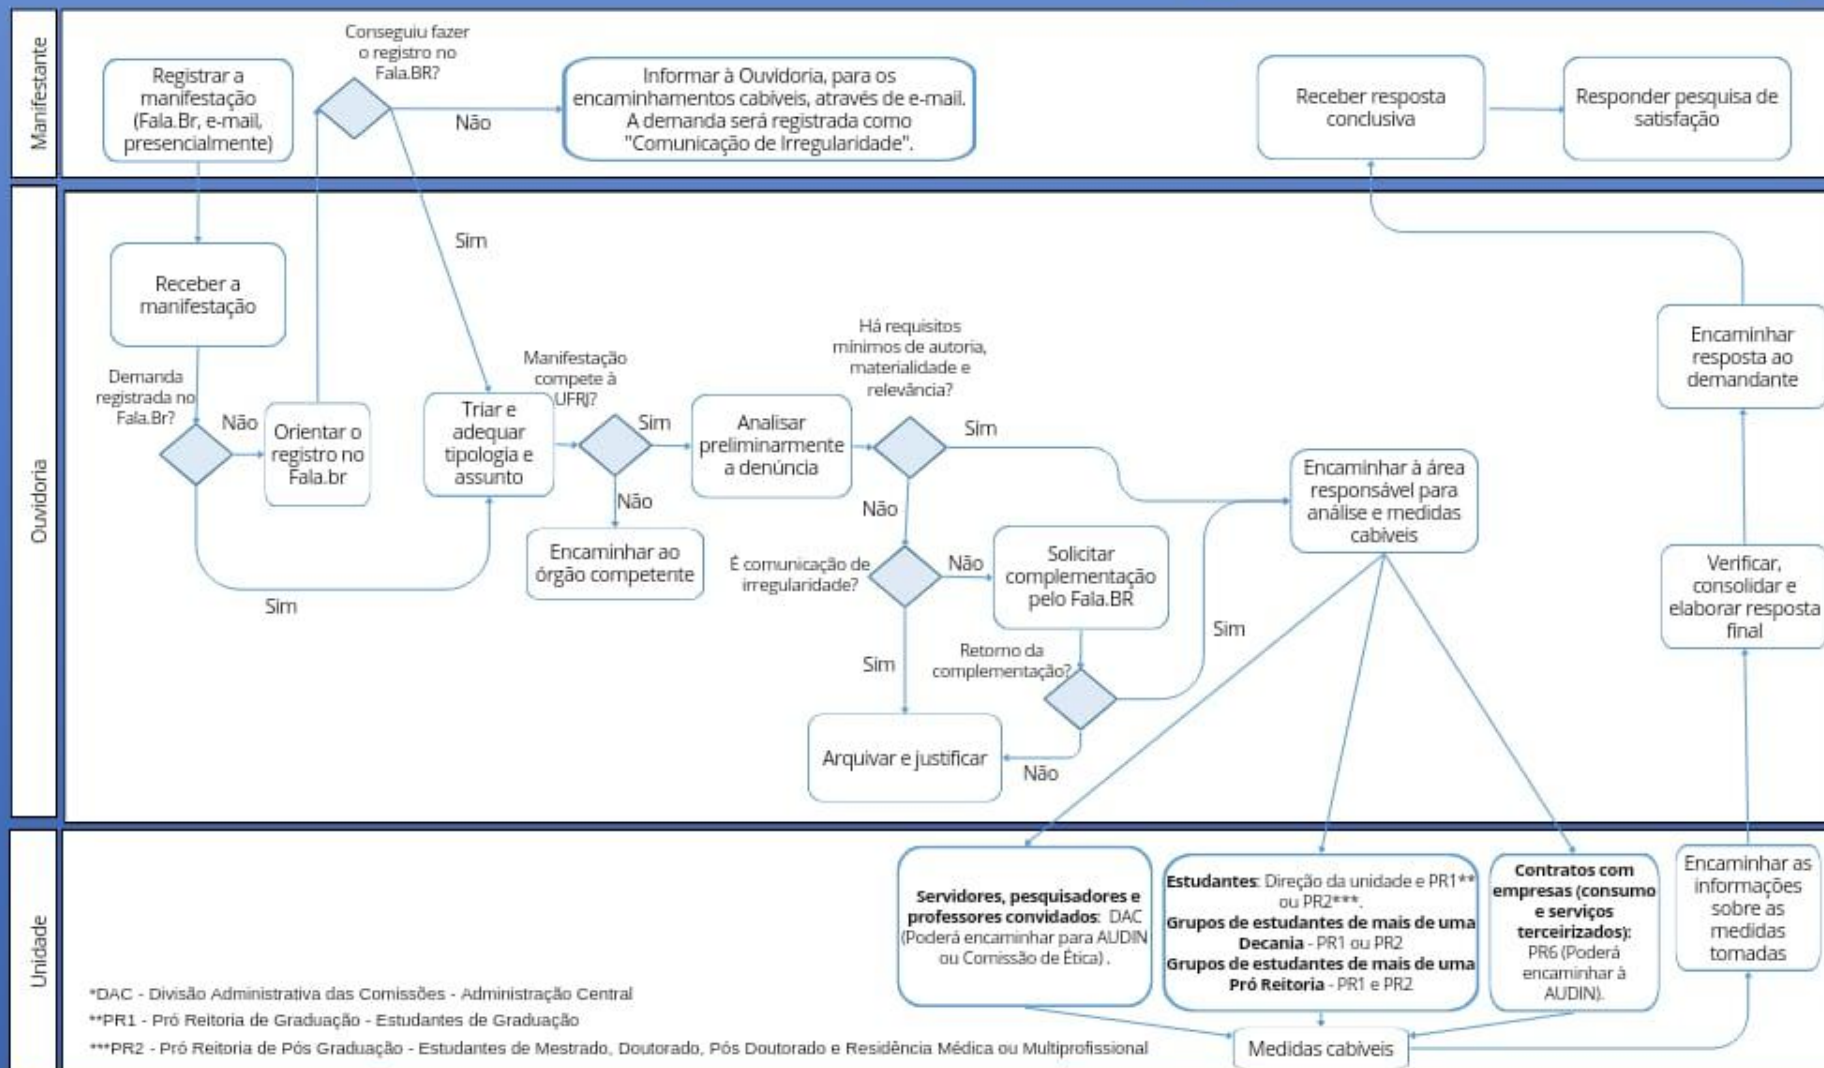 Manifestante
Registrar a
manifestação
(Fala.Br, e-mail,
presencialmente)
Conseguiu fazer
o registro no
Fala.BR?
Não
Informar à Ouvidoria, para os
encaminhamentos cabíveis, através de e-mail.
A demanda será registrada como
"Comunicação de Irregularidade".
Receber resposta
conclusiva
Responder pesquisa de
satisfação
Ouvidoria
Receber a
manifestação
Demanda
registrada no
Fala.Br?
Não
Orientar o
registro no
Fala.br
Sim
Sim
Triar e
adequar
tipologia e
assunto
Manifestação
compete à
UFRJ?
Sim
Não
Encaminhar ao
órgão competente
Analisar
preliminarmente
a denúncia
Há requisitos
mínimos de autoria,
materialidade e
relevância?
Sim
Não
É comunicação de
irregularidade?
Não
Sim
Solicitar
complementação
pelo Fala.BR
Retorno da
complementação?
Sim
Não
Arquivar e justificar
Encaminhar à área
responsável para
análise e medidas
cabíveis
Encaminhar
resposta ao
demandante
Verificar,
consolidar e
elaborar resposta
final
Unidade
Servidores, pesquisadores e
professores convidados: DAC
(Poderá encaminhar para AUDIN
ou Comissão de Ética) .
Estudantes: Direção da unidade e PR1**
ou PR2***.
Grupos de estudantes de mais de uma
Decania - PR1 ou PR2
Grupos de estudantes de mais de uma
Pró Reitoria - PR1 e PR2
Contratos com
empresas (consumo
e serviços
terceirizados):
PR6 (Poderá
encaminhar à
AUDIN).
Encaminhar as
informações
sobre as
medidas
tomadas
Medidas cabíveis
*DAC - Divisão Administrativa das Comissões - Administração Central
**PR1 - Pró Reitoria de Graduação - Estudantes de Graduação
***PR2 - Pró Reitoria de Pós Graduação - Estudantes de Mestrado, Doutorado, Pós Doutorado e Residência Médica ou Multiprofissional